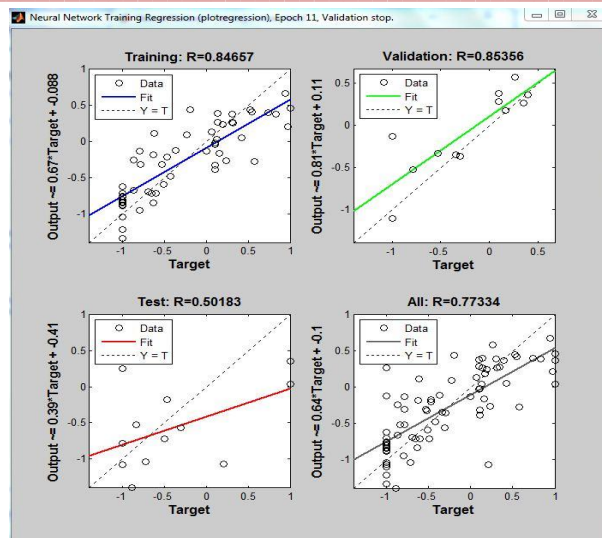 Neural Network Training Regression (plotregression), Epoch 11, Validation stop.
Training: R=0.84657
Output ~= 0.67*Target + -0.088
Data
Fit
Y = T
1
0.5
0
-0.5
-1
-1 -0.5 0 0.5 1
Target
Validation: R=0.85356
Output ~= 0.81*Target + 0.11
Data
Fit
Y = T
0.5
0
-0.5
-1
-1 -0.5 0 0.5
Target
Test: R=0.50183
Output ~= 0.39*Target + -0.41
Data
Fit
Y = T
1
0.5
0
-0.5
-1
-1 -0.5 0 0.5 1
Target
All: R=0.77334
Output ~= 0.64*Target + -0.1
Data
Fit
Y = T
1
0.5
0
-0.5
-1
-1 -0.5 0 0.5 1
Target